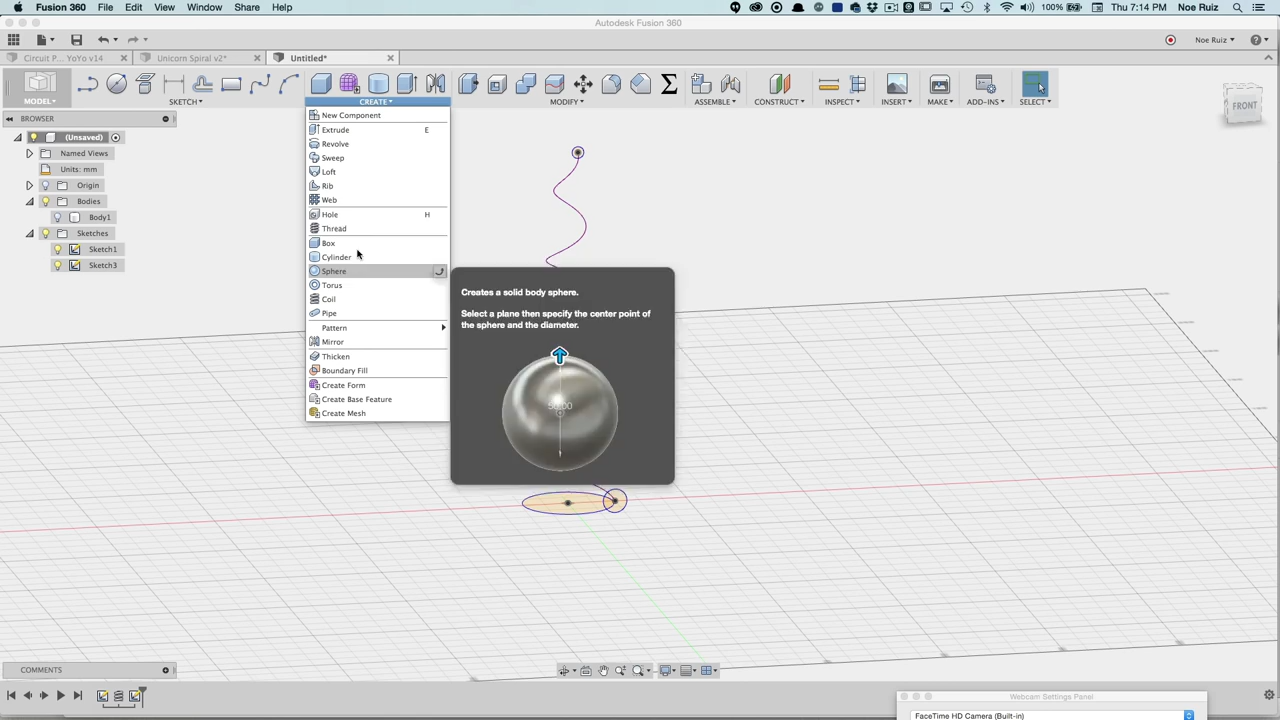 Fusion 360 File Edit View Window Share Help
100% Thu 7:14 PM Noe Ruiz
Autodesk Fusion 360
Noe Ruiz
Circuit P... YoYo v14
Unicorn Spiral v2*
Untitled*
MODEL
SKETCH
CREATE
MODIFY
ASSEMBLE
CONSTRUCT
INSPECT
INSERT
MAKE
ADD-INS
SELECT
BROWSER
(Unsaved)
Named Views
Units: mm
Origin
Bodies
Body1
Sketches
Sketch1
Sketch3
New Component
Extrude E
Revolve
Sweep
Loft
Rib
Web
Hole H
Thread
Box
Cylinder
Sphere
Torus
Coil
Pipe
Pattern
Mirror
Thicken
Boundary Fill
Create Form
Create Base Feature
Create Mesh
Creates a solid body sphere.
Select a plane then specify the center point
of the sphere and the diameter.
50.00
FRONT
COMMENTS
Webcam Settings Panel
FaceTime HD Camera (Built-in)